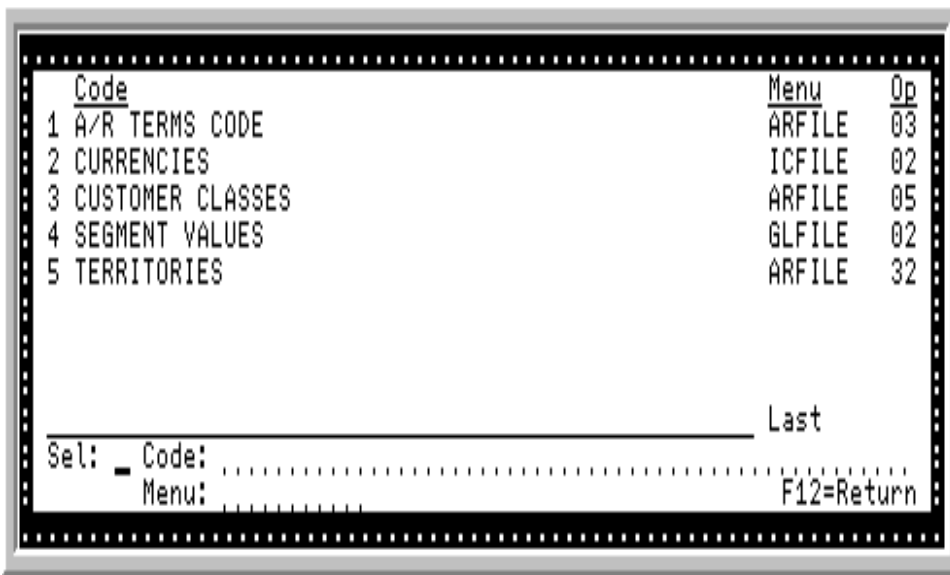 Code Menu Op
1 A/R TERMS CODE ARFILE 03
2 CURRENCIES ICFILE 02
3 CUSTOMER CLASSES ARFILE 05
4 SEGMENT VALUES GLFILE 02
5 TERRITORIES ARFILE 32
Last
Sel: _ Code:
Menu: F12=Return